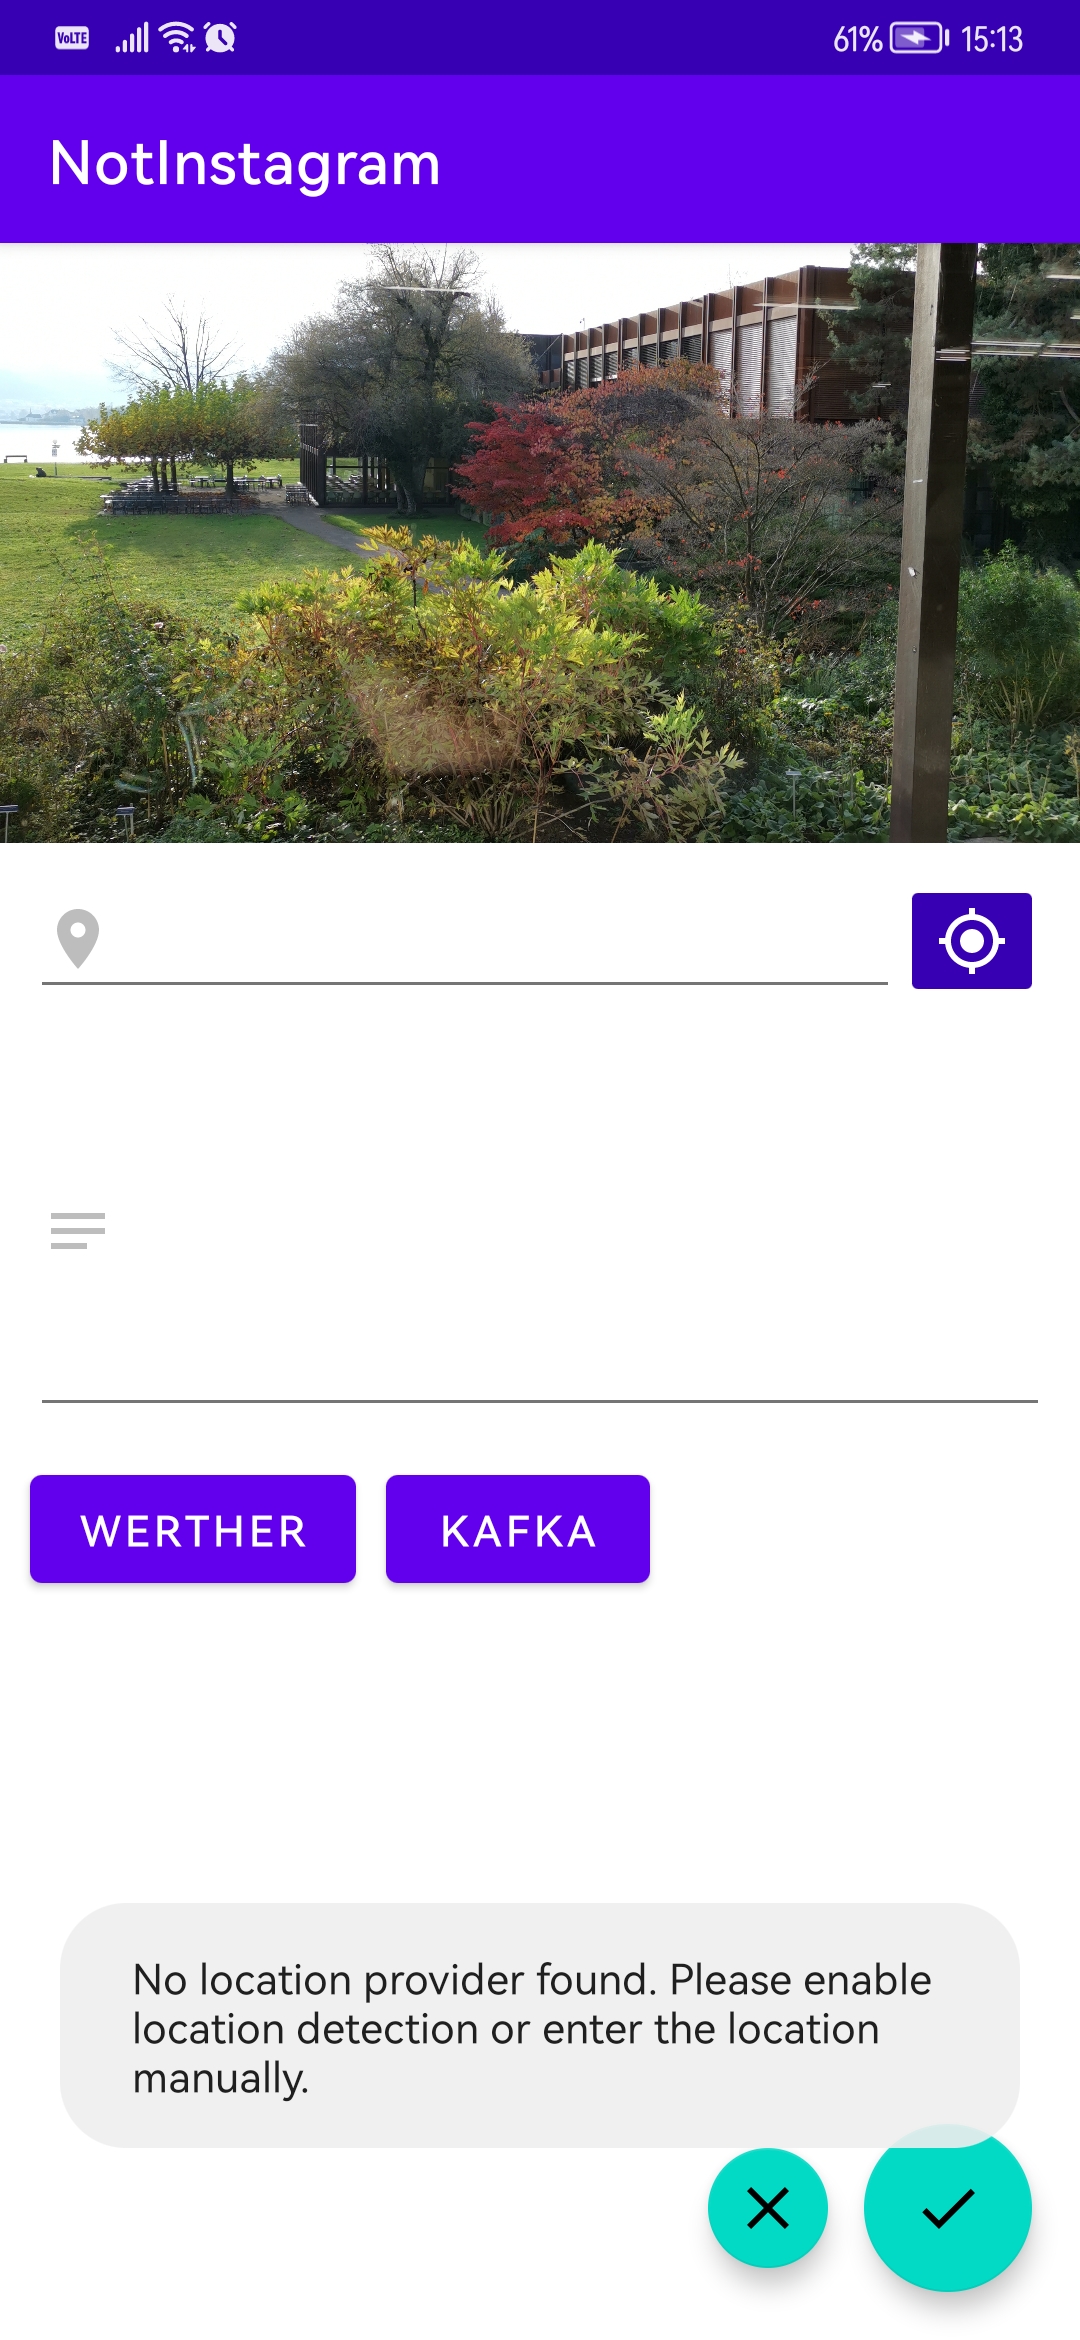 VoLTE 61% 15:13
NotInstagram
WERTHER KAFKA
No location provider found. Please enable
location detection or enter the location
manually.